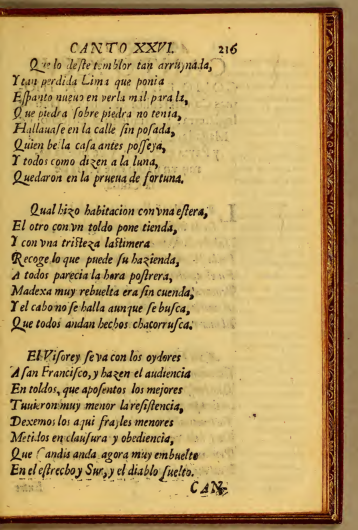 CANTO XXVI. 216
Quedo deste temblor tan arruynada,
Y tan perdida Lima que ponia
Espanto nueuo en verla mil para la,
Que piedra sobre piedra no tenia,
Hallauase en la calle sin posada,
Quien bella casa antes posseya,
Y todos como dizen a la luna,
Quedaron en la prueua de fortuna.
Qual hizo habitacion con vna estera,
El otro con vn toldo pone tienda,
Y con vna tristeza lastimera
Recoge lo que puede su hazienda,
A todos parecia la hora postrera,
Madexa muy rebuelta era sin cuenda,
Y el cabo no se halla aunque se busca,
Que todos andan hechos chacorrusca.
El Visorey se va con los oydores
A san Francisco, y hazen el audiencia
En toldos, que aposentos los mejores
Tuuieron muy menor la resistencia,
Dexemos los aqui frayles menores
Metidos en clausura y obediencia,
Que Candis anda agora muy embuelto
En el estrecho y Sur, y el diablo suelto.
CAN-